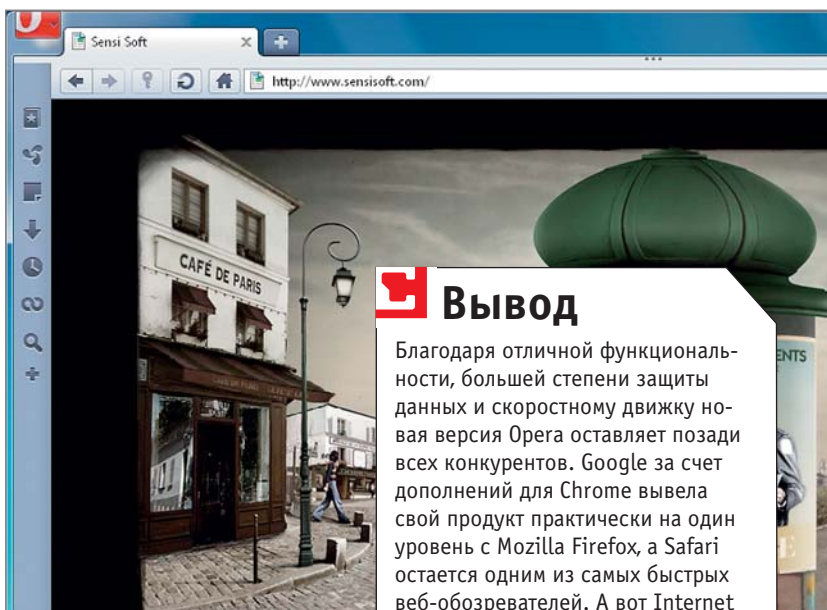 Sensi Soft
http://www.sensisoft.com/
CAFÉ DE PARIS
Вывод
Благодаря отличной функциональ-
ности, большей степени защиты
данных и скоростному движку но-
вая версия Opera оставляет позади
всех конкурентов. Google за счет
дополнений для Chrome вывела
свой продукт практически на один
уровень с Mozilla Firefox, а Safari
остается одним из самых быстрых
веб-обозревателей. А вот Internet